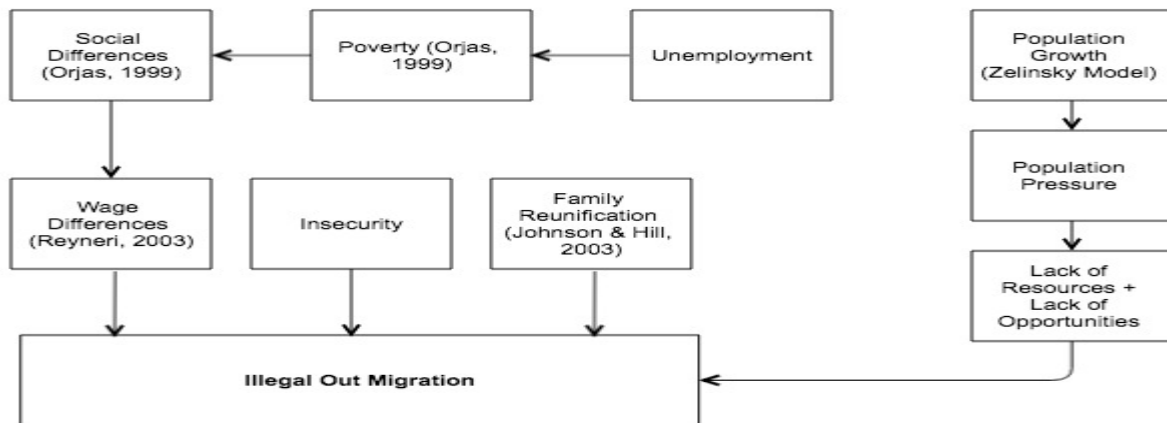 Social
Differences
(Orjas, 1999)
Poverty (Orjas,
1999)
Unemployment
Population
Growth
(Zelinsky Model)
Wage
Differences
(Reyneri, 2003)
Insecurity
Family
Reunification
(Johnson & Hill,
2003)
Population
Pressure
Lack of
Resources +
Lack of
Opportunities
Illegal Out Migration